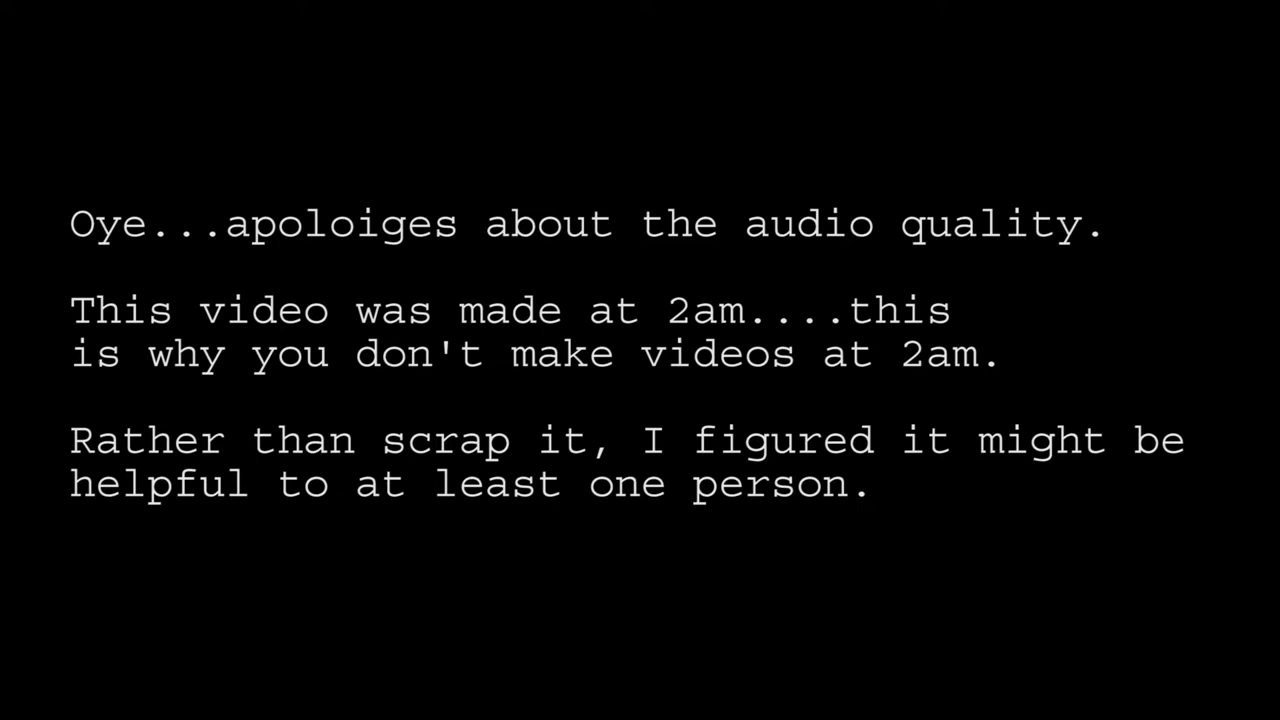 Oye...apoloiges about the audio quality.
This video was made at 2am....this
is why you don't make videos at 2am.
Rather than scrap it, I figured it might be
helpful to at least one person.